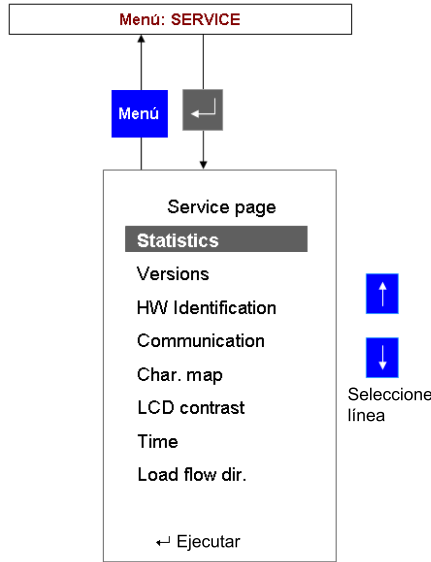 Menú: SERVICE
Menú
Service page
Statistics
Versions
HW Identification
Communication
Char. map
LCD contrast
Time
Load flow dir.
↵ Ejecutar
Seleccione
línea